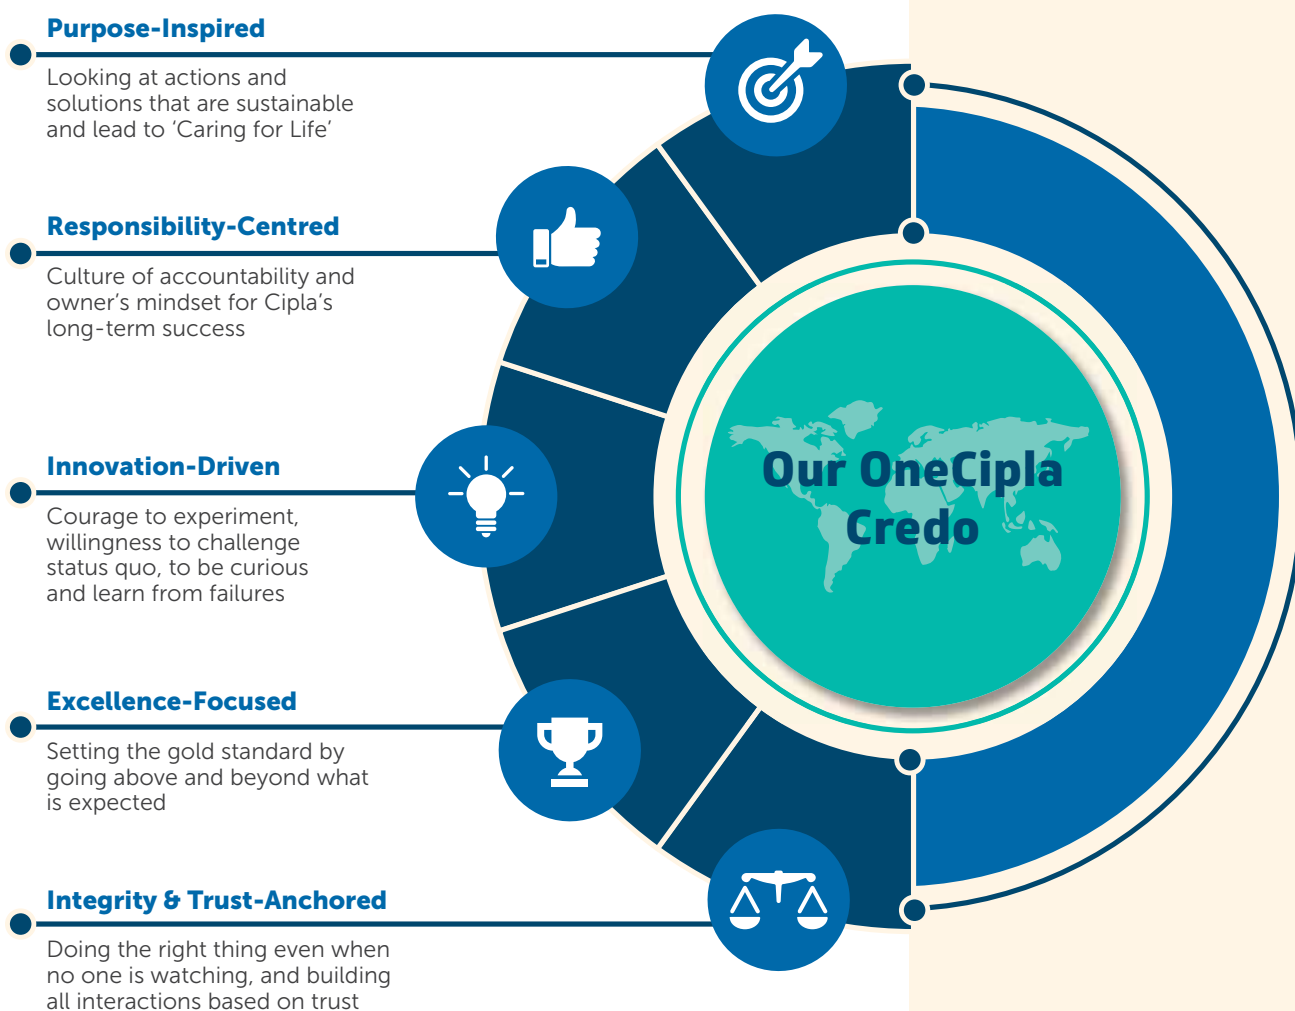 Purpose-Inspired
Looking at actions and
solutions that are sustainable
and lead to ‘Caring for Life’
Responsibility-Centred
Culture of accountability and
owner’s mindset for Cipla’s
long-term success
Innovation-Driven
Courage to experiment,
willingness to challenge
status quo, to be curious
and learn from failures
Excellence-Focused
Setting the gold standard by
going above and beyond what
is expected
Integrity & Trust-Anchored
Doing the right thing even when
no one is watching, and building
all interactions based on trust
Our OneCipla
Credo